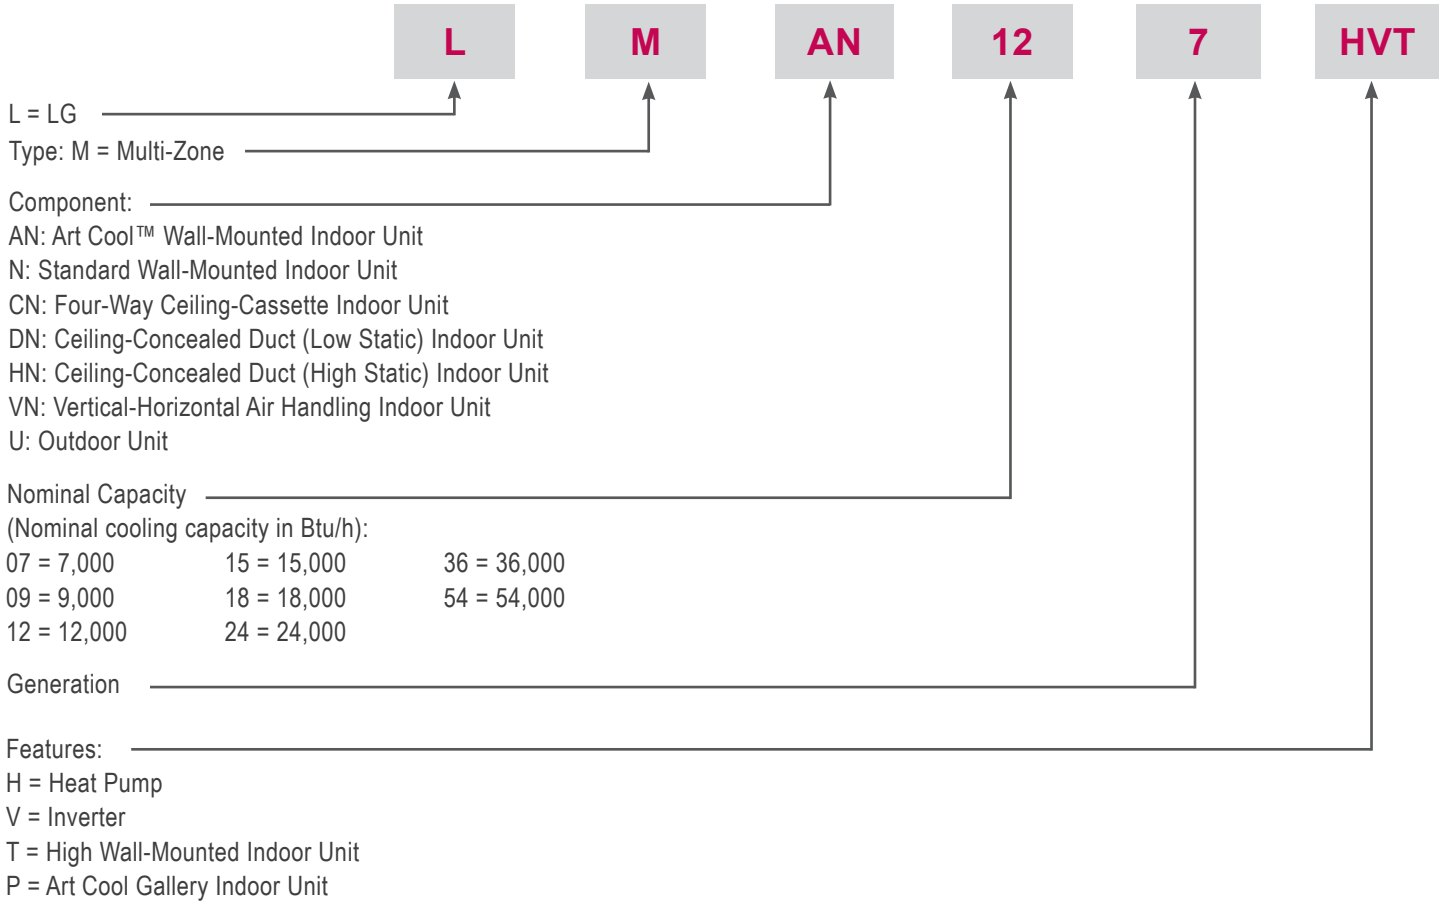 L M AN 12 7 HVT
L = LG
Type: M = Multi-Zone
Component:
AN: Art Cool™ Wall-Mounted Indoor Unit
N: Standard Wall-Mounted Indoor Unit
CN: Four-Way Ceiling-Cassette Indoor Unit
DN: Ceiling-Concealed Duct (Low Static) Indoor Unit
HN: Ceiling-Concealed Duct (High Static) Indoor Unit
VN: Vertical-Horizontal Air Handling Indoor Unit
U: Outdoor Unit
Nominal Capacity
(Nominal cooling capacity in Btu/h):
07 = 7,000 15 = 15,000 36 = 36,000
09 = 9,000 18 = 18,000 54 = 54,000
12 = 12,000 24 = 24,000
Generation
Features:
H = Heat Pump
V = Inverter
T = High Wall-Mounted Indoor Unit
P = Art Cool Gallery Indoor Unit